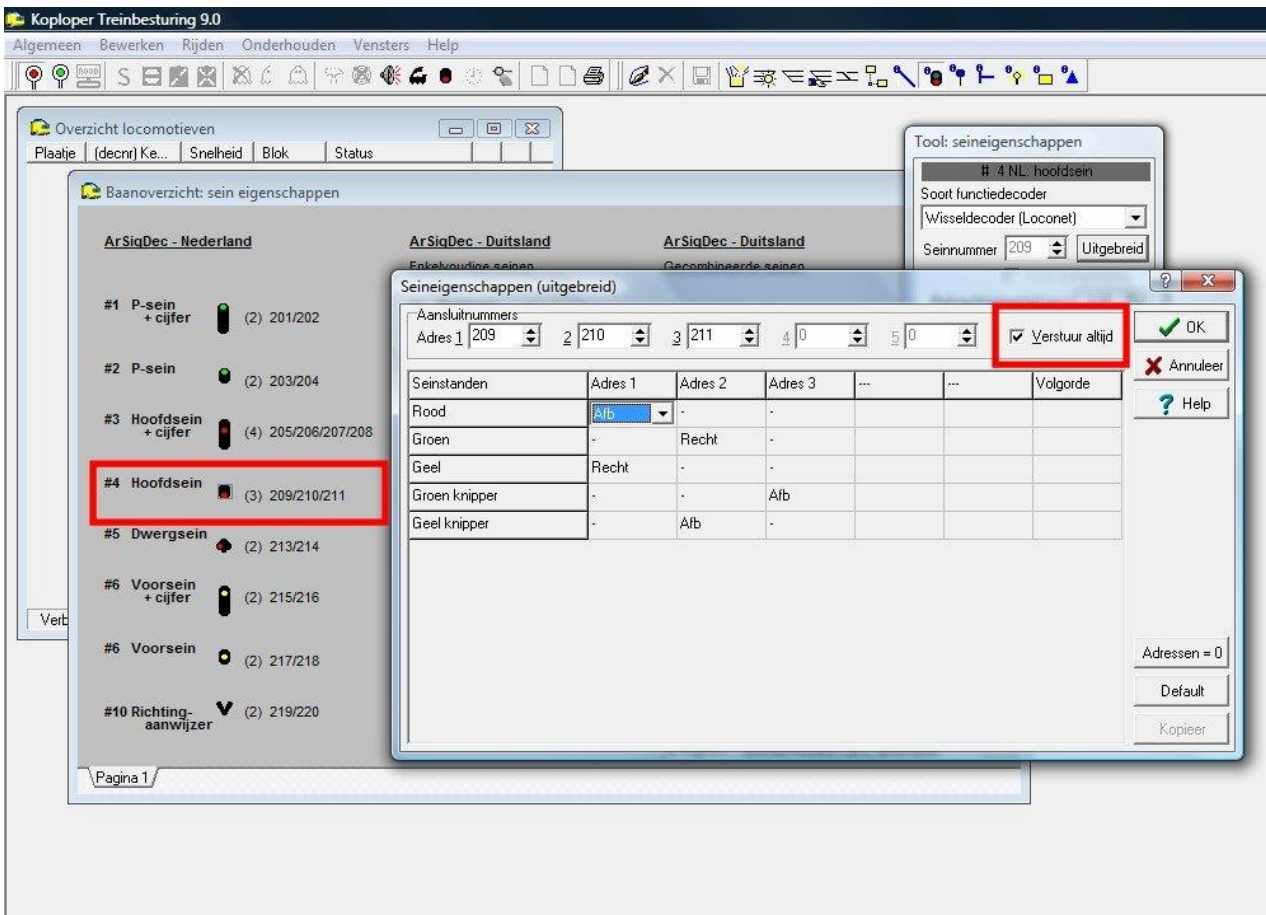 Koploper Treinbesturing 9.0
Algemeen Bewerken Rijden Onderhouden Vensters Help
Overzicht locomotieven
Plaatje (decnr) Ke... Snelheid Blok Status
Baanoverzicht: sein eigenschappen
ArSigDec - Nederland
#1 P-sein
+ cijfer
(2) 201/202
#2 P-sein
(2) 203/204
#3 Hoofdsein
+ cijfer
(4) 205/206/207/208
#4 Hoofdsein
(3) 209/210/211
#5 Dwergsein
(2) 213/214
#6 Voorsein
+ cijfer
(2) 215/216
#6 Voorsein
(2) 217/218
#10 Richting-
aanwijzer
(2) 219/220
Verb
Pagina 1
ArSigDec - Duitsland
Enkelvoudige seinen
ArSigDec - Duitsland
Gecombineerde seinen
Tool: seineigenschappen
# 4 NL: hoofdsein
Soort functiedecoder
Wisseldecoder (Loconet)
Seinnummer 209 Uitgebreid
Seineigenschappen (uitgebreid)
Aansluitnummers
Adres 1 209 2 210 3 211 4 0 5 0 Verstuur altijd
Seinstanden Adres 1 Adres 2 Adres 3 --- --- Volgorde
Rood Afb - -
Groen - Recht -
Geel Recht - -
Groen knipper - - Afb
Geel knipper - Afb -
OK
Annuleer
Help
Adressen = 0
Default
Kopieer